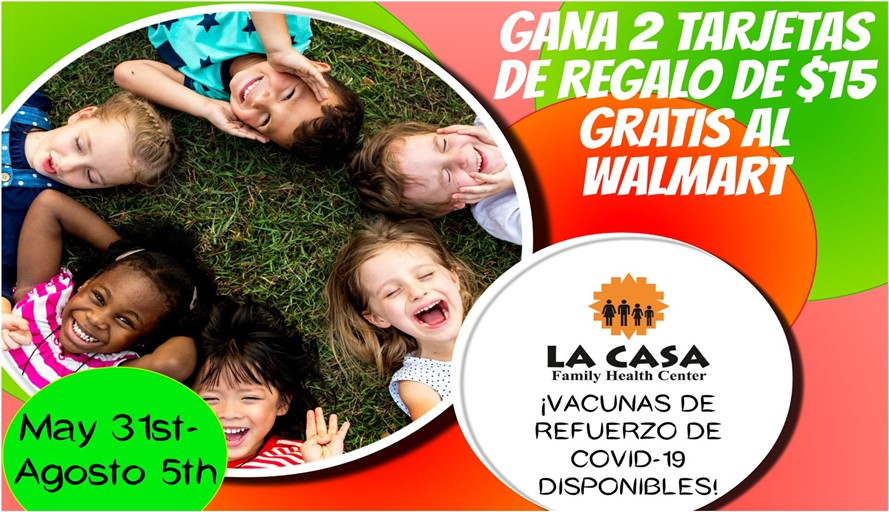 GANA 2 TARJETAS
DE REGALO DE $15
GRATIS AL
WALMART
LA CASA
Family Health Center
¡VACUNAS DE
REFUERZO DE
COVID-19
DISPONIBLES!
May 31st-
Agosto 5th